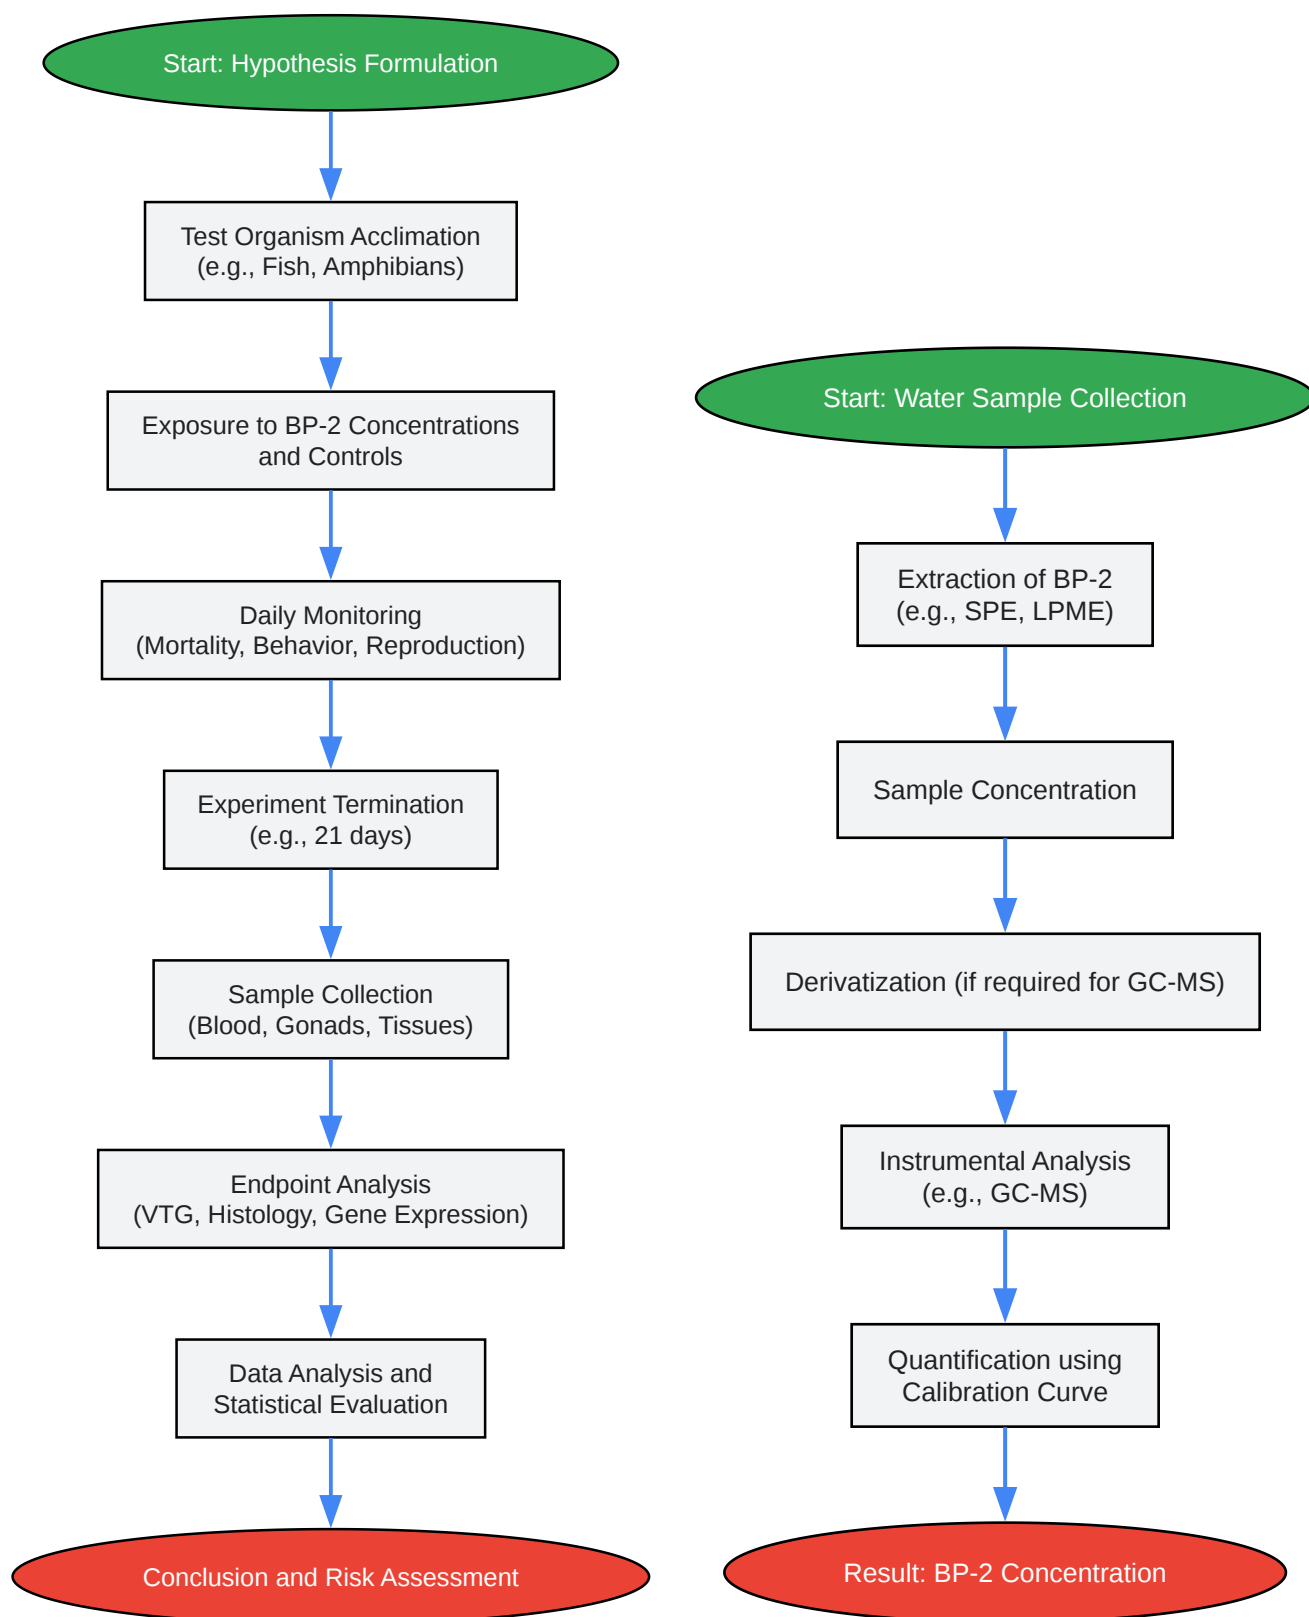 Start: Hypothesis Formulation
Test Organism Acclimation
(e.g., Fish, Amphibians)
Exposure to BP-2 Concentrations
and Controls
Daily Monitoring
(Mortality, Behavior, Reproduction)
Experiment Termination
(e.g., 21 days)
Sample Collection
(Blood, Gonads, Tissues)
Endpoint Analysis
(VTG, Histology, Gene Expression)
Data Analysis and
Statistical Evaluation
Conclusion and Risk Assessment
Start: Water Sample Collection
Extraction of BP-2
(e.g., SPE, LPME)
Sample Concentration
Derivatization (if required for GC-MS)
Instrumental Analysis
(e.g., GC-MS)
Quantification using
Calibration Curve
Result: BP-2 Concentration